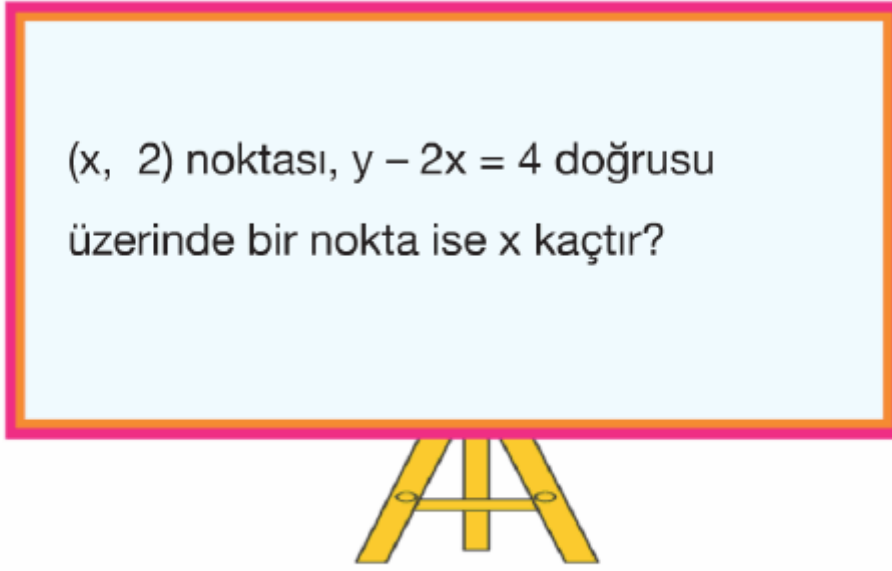 (x, 2) noktası, y – 2x = 4 doğrusu
üzerinde bir nokta ise x kaçtır?